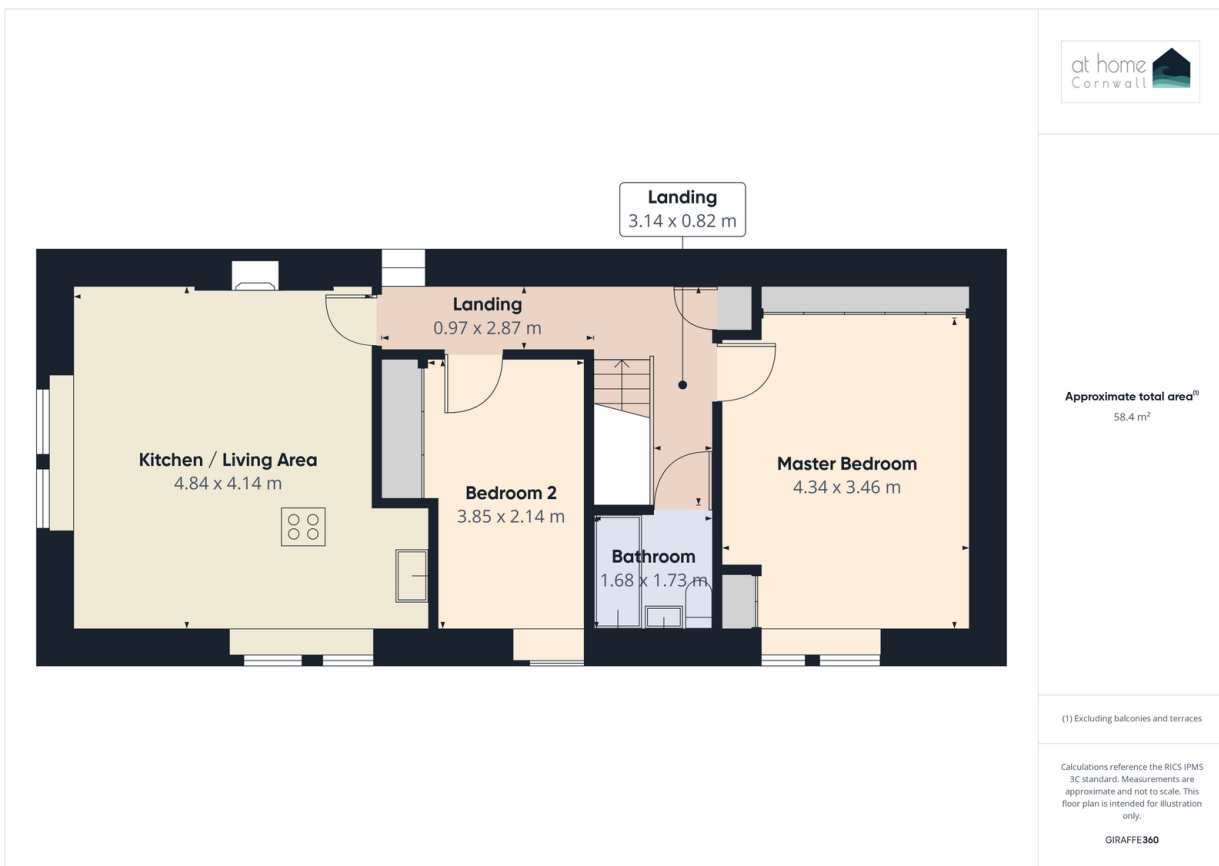 at home
Cornwall
Landing
3.14 x 0.82 m
Landing
0.97 x 2.87 m
Kitchen / Living Area
4.84 x 4.14 m
Bedroom 2
3.85 x 2.14 m
Bathroom
1.68 x 1.73 m
Master Bedroom
4.34 x 3.46 m
Approximate total area(1)
58.4 m²
(1) Excluding balconies and terraces
Calculations reference the RICS IPMS
3C standard. Measurements are
approximate and not to scale. This
floor plan is intended for illustration
only.
GIRAFFE360